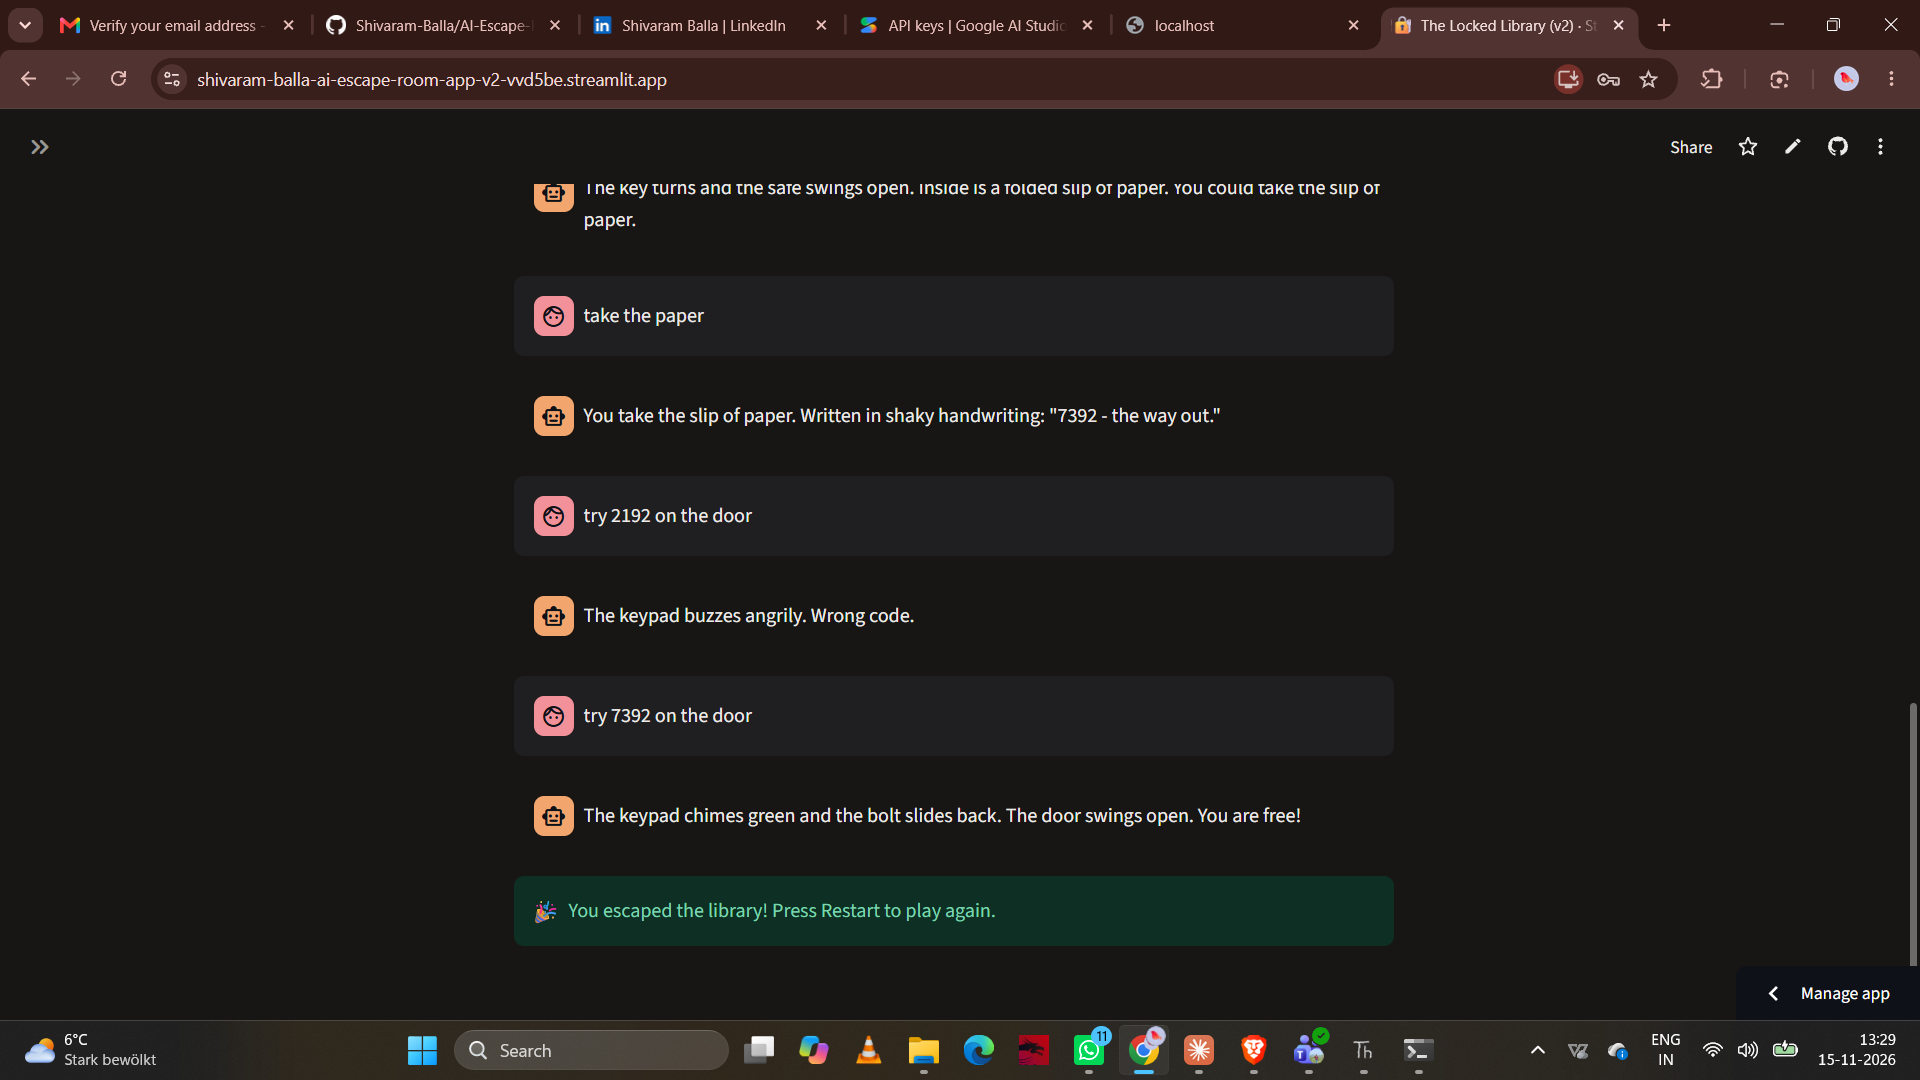 Verify your email address -
Shivaram-Balla/AI-Escape-
Shivaram Balla | LinkedIn
API keys | Google AI Studio
localhost
The Locked Library (v2) · St
shivaram-balla-ai-escape-room-app-v2-vvd5be.streamlit.app
Share
The key turns and the safe swings open. Inside is a folded slip of paper. You could take the slip of
paper.
take the paper
You take the slip of paper. Written in shaky handwriting: "7392 - the way out."
try 2192 on the door
The keypad buzzes angrily. Wrong code.
try 7392 on the door
The keypad chimes green and the bolt slides back. The door swings open. You are free!
You escaped the library! Press Restart to play again.
Manage app
6°C
Stark bewölkt
Search
11
Th
ENG
IN
13:29
15-11-2026